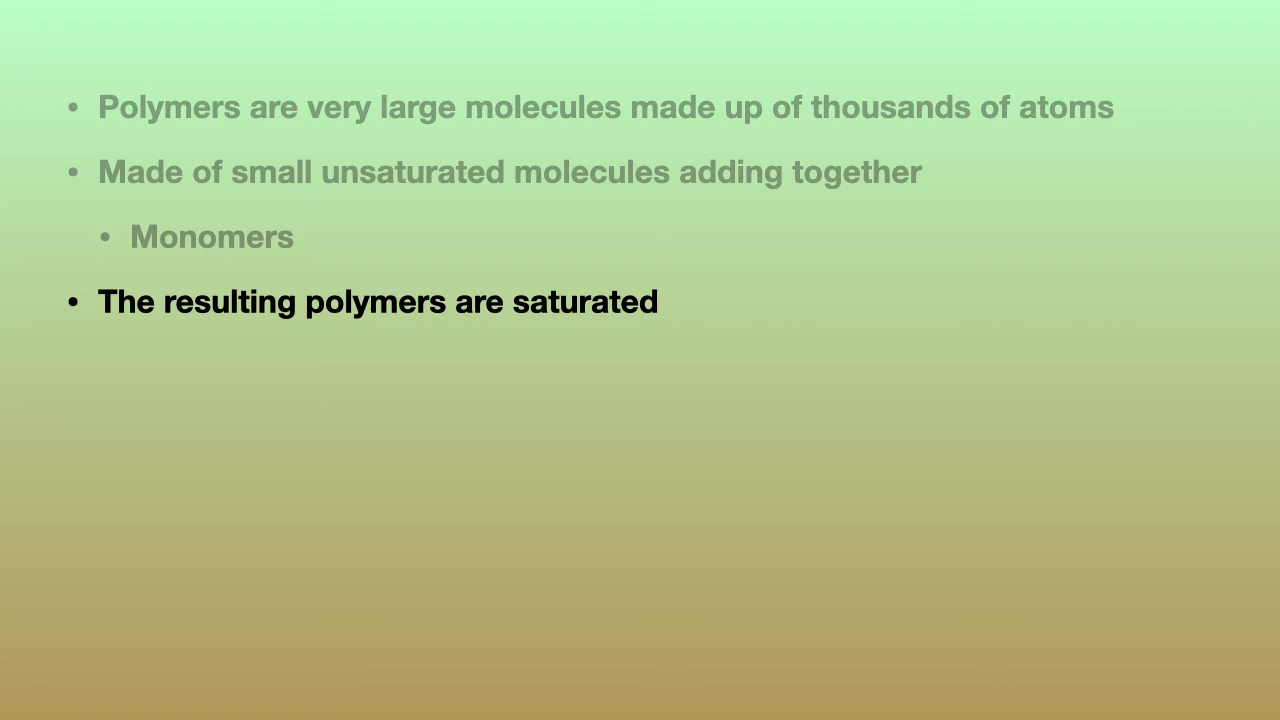 • Polymers are very large molecules made up of thousands of atoms
• Made of small unsaturated molecules adding together
• Monomers
• The resulting polymers are saturated